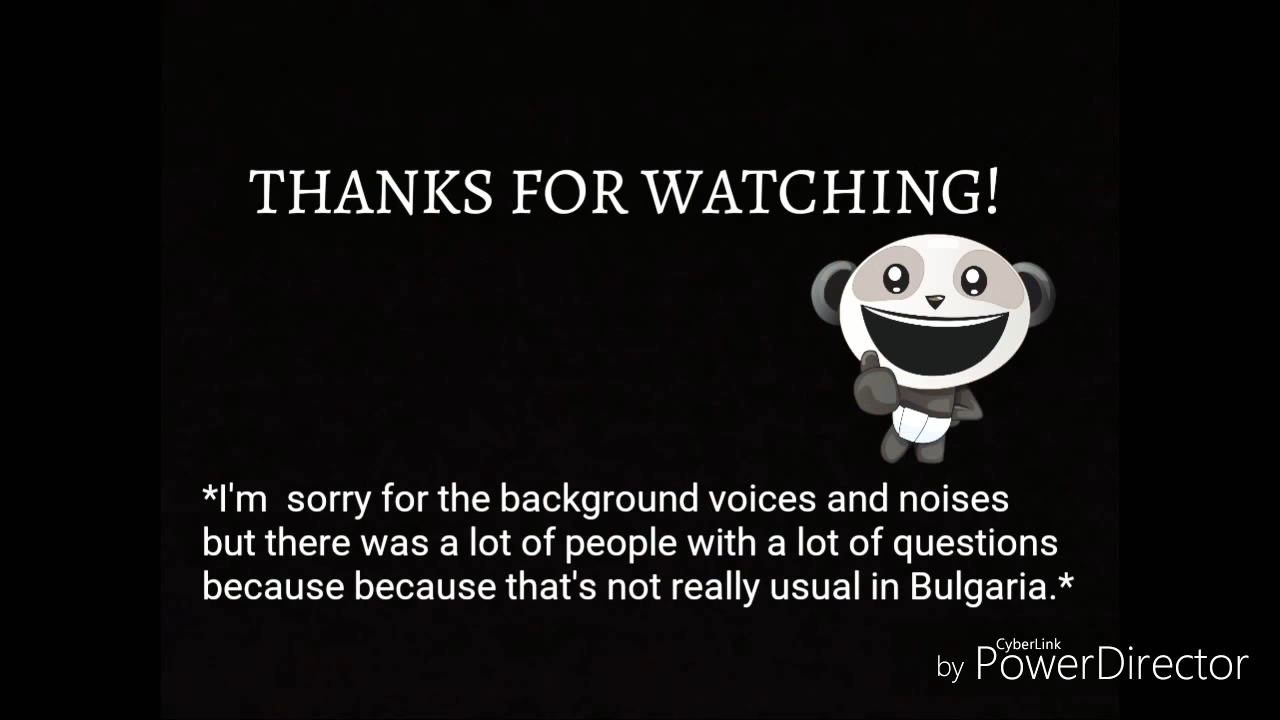 THANKS FOR WATCHING!
*I'm  sorry for the background voices and noises
but there was a lot of people with a lot of questions
because because that's not really usual in Bulgaria.*
CyberLink
by PowerDirector